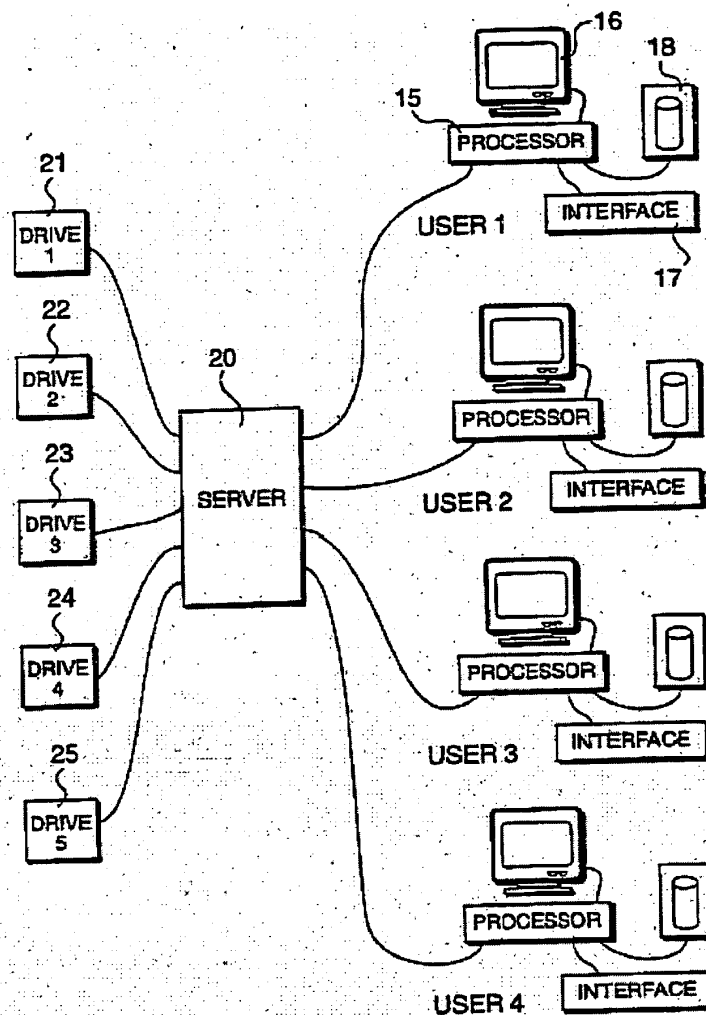 16
18
15
PROCESSOR
21
INTERFACE
USER 1
DRIVE
1
17
22
20
DRIVE
2
PROCESSOR
23
SERVER
INTERFACE
USER 2
DRIVE
3
24
DRIVE
4
PROCESSOR
25
USER 3
INTERFACE
DRIVE
5
PROCESSOR
INTERFACE
USER 4